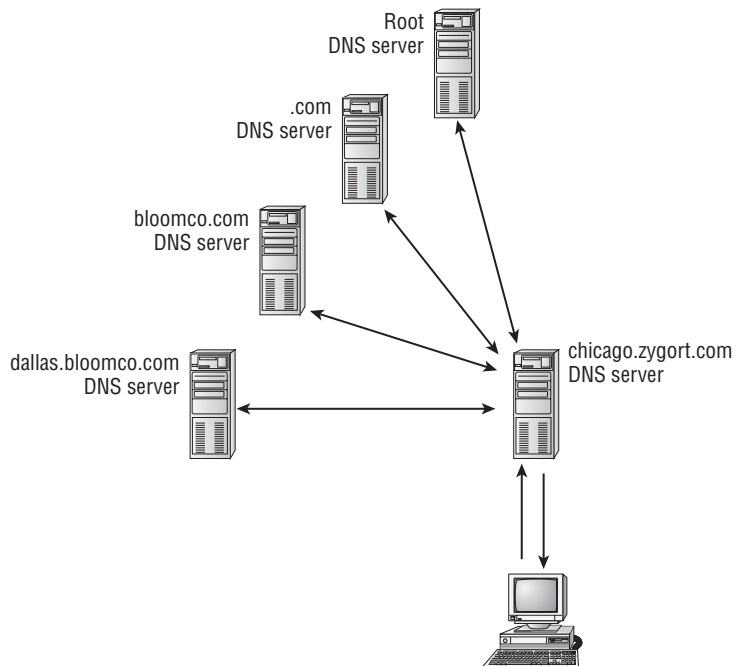 Root
DNS server
.com
DNS server
bloomco.com
DNS server
dallas.bloomco.com
DNS server
chicago.zygort.com
DNS server